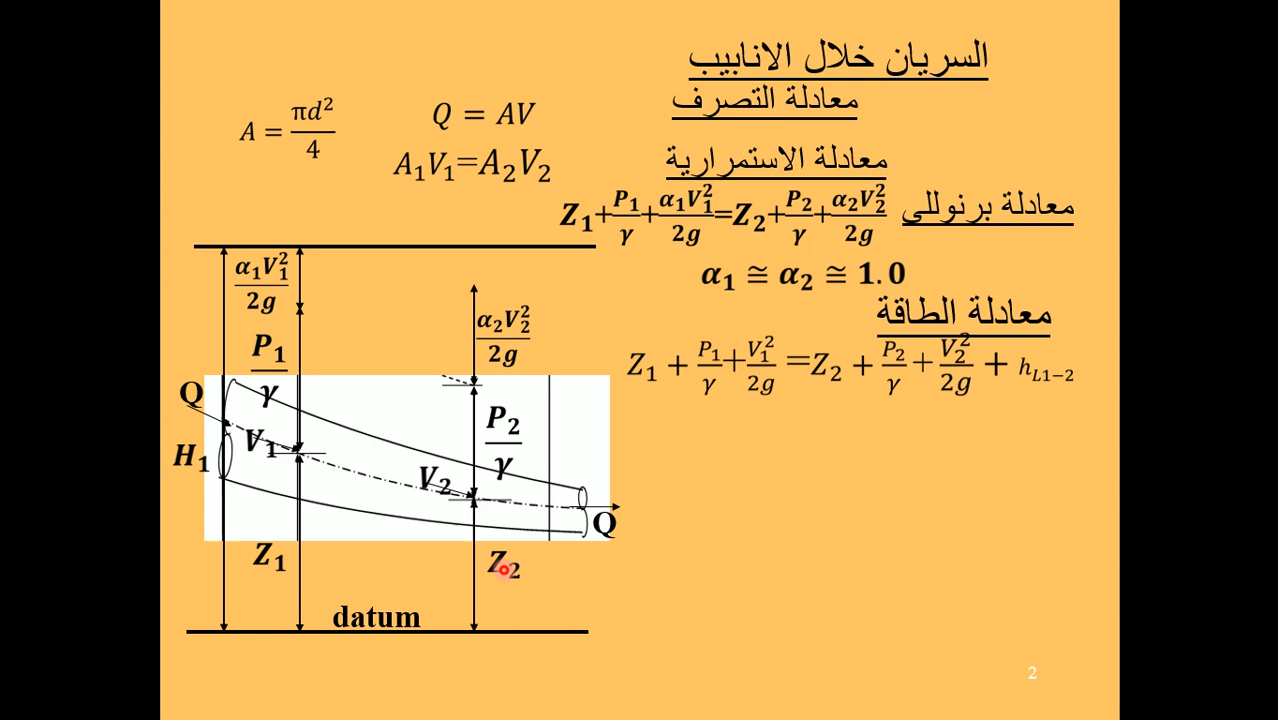 السريان خلال الانابيب
معادلة التصرف
Q = AV
A = πd²/4
معادلة الاستمرارية
A₁V₁=A₂V₂
معادلة برنوللى
Z₁+P₁/γ+α₁V₁²/2g=Z₂+P₂/γ+α₂V₂²/2g
α₁ ≅ α₂ ≅ 1.0
معادلة الطاقة
Z₁ + P₁/γ+V₁²/2g=Z₂ + P₂/γ+V₂²/2g + h_L1−2
α₁V₁²/2g
α₂V₂²/2g
P₁/γ
P₂/γ
Q
V₁
H₁
V₂
Q
Z₁
Z₂
datum
2